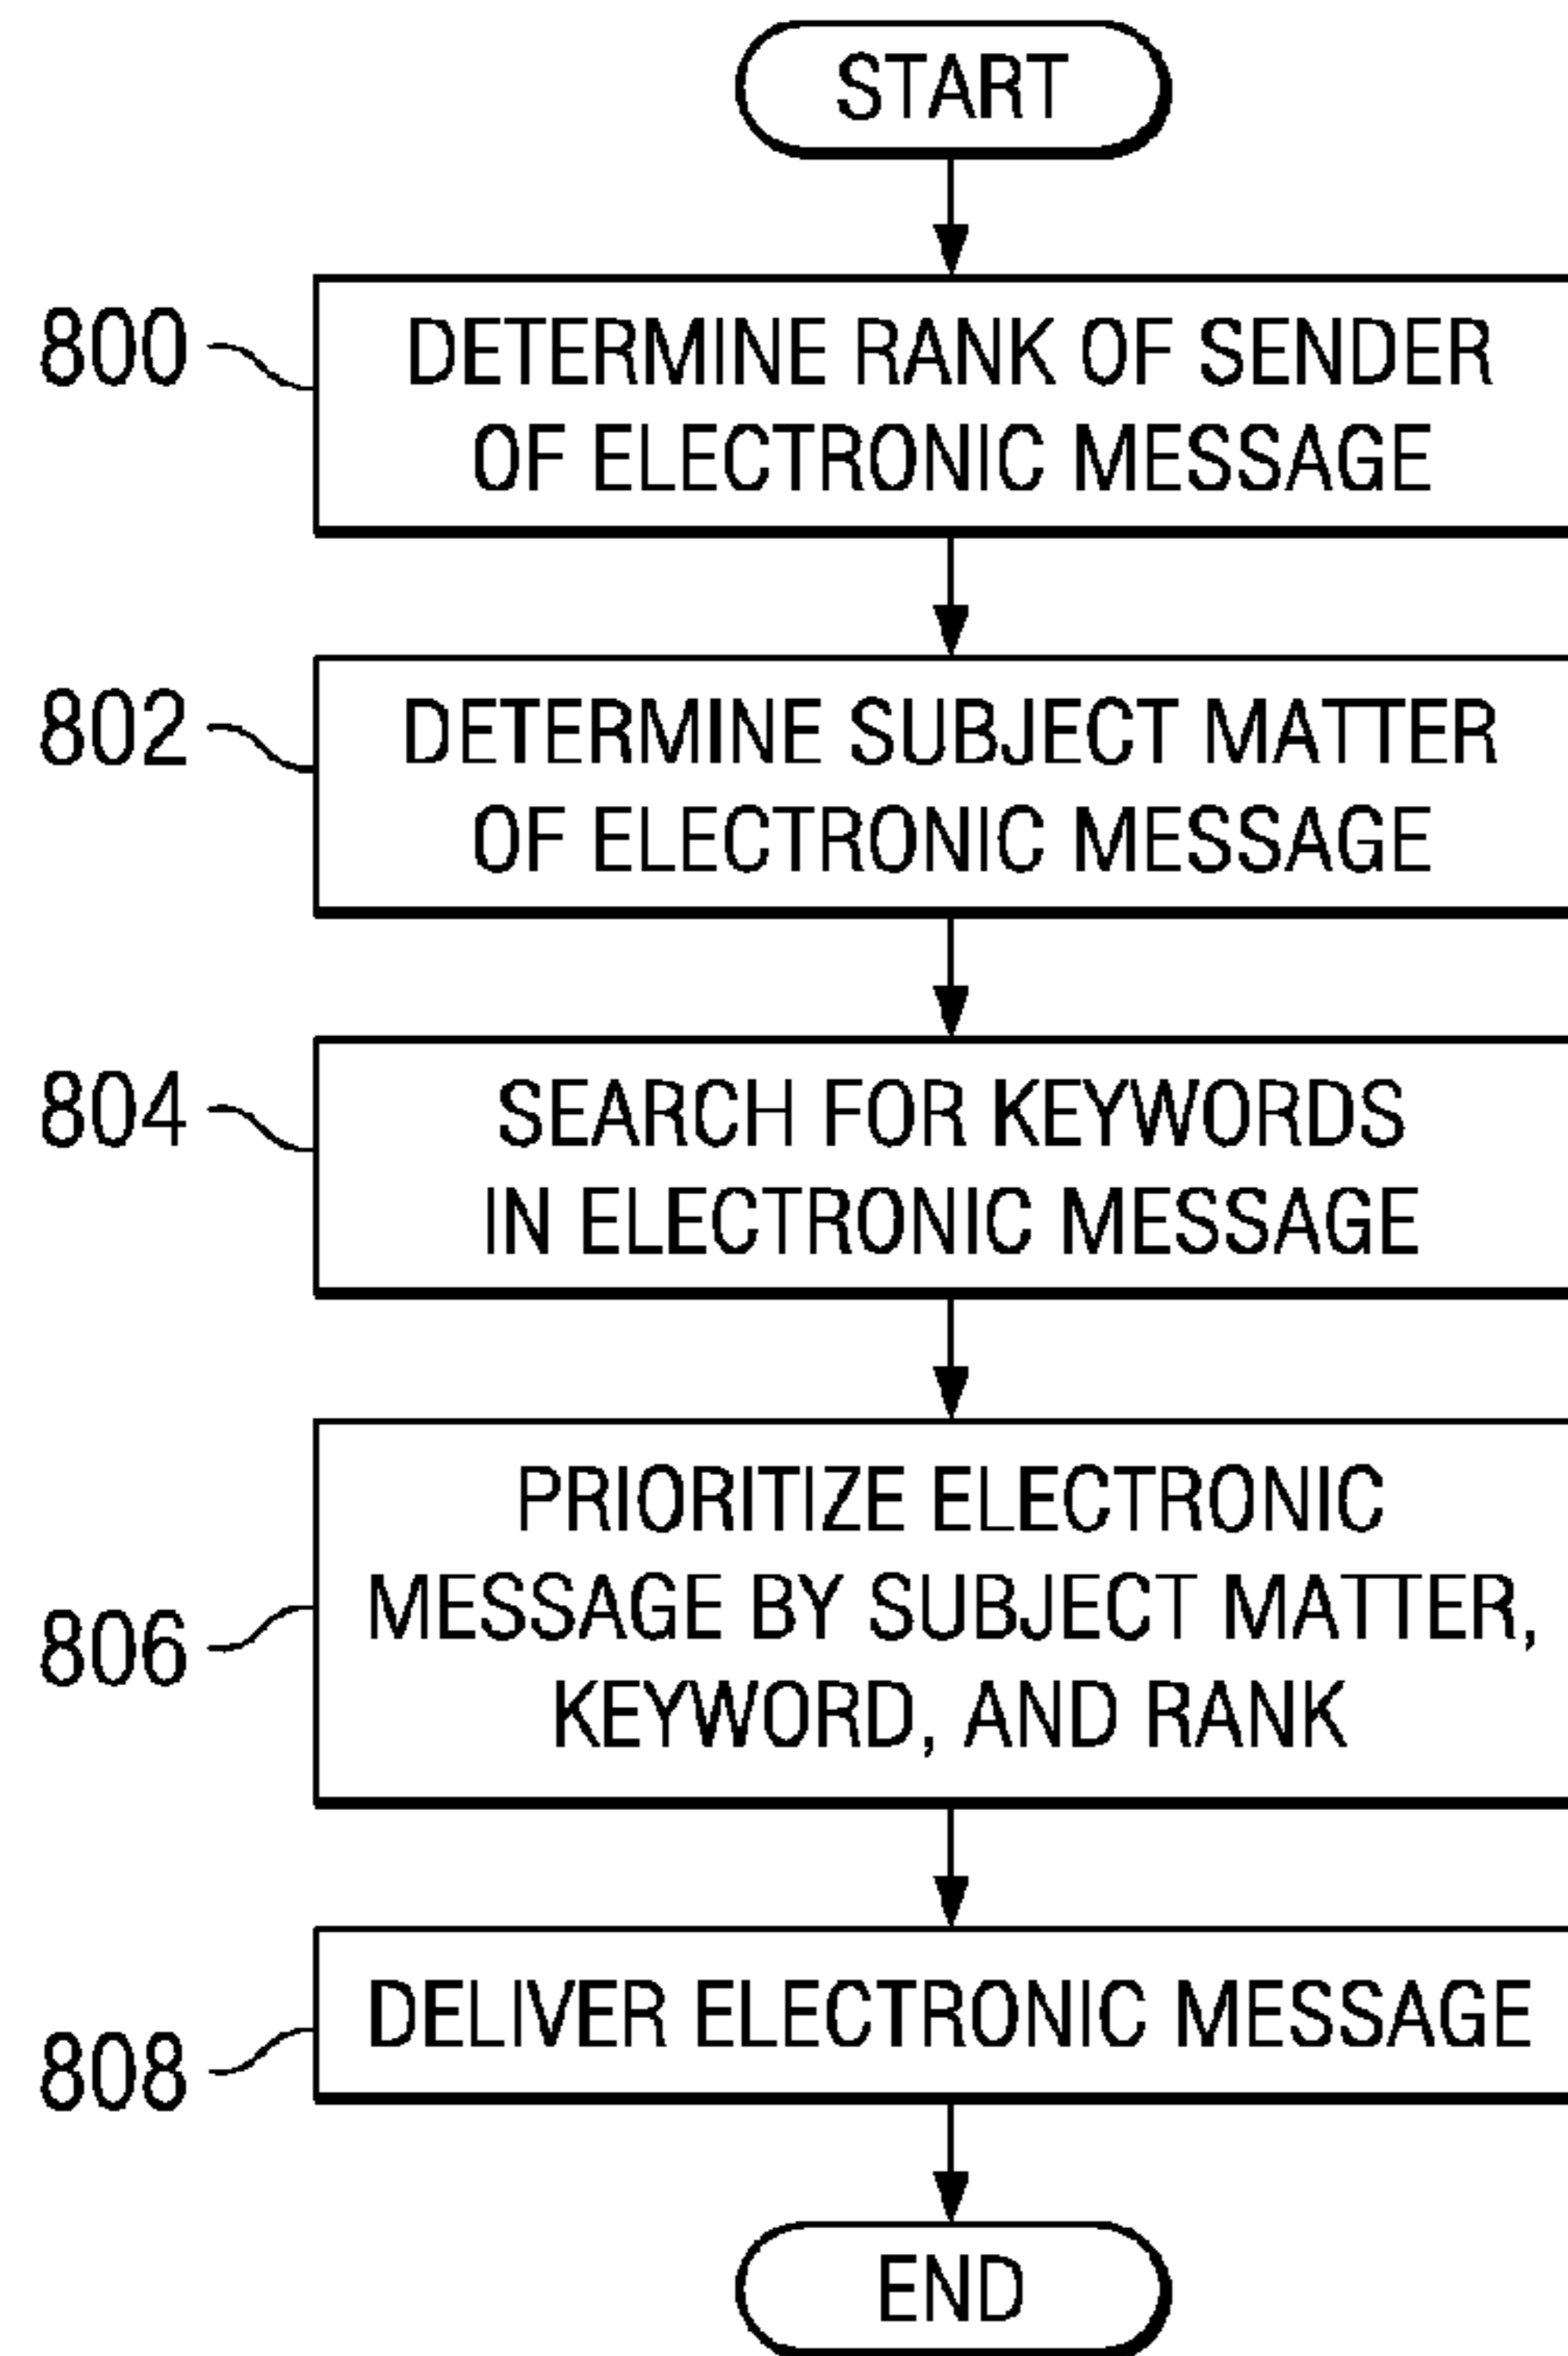 START
800
DETERMINE RANK OF SENDER
OF ELECTRONIC MESSAGE
802
DETERMINE SUBJECT MATTER
OF ELECTRONIC MESSAGE
804
SEARCH FOR KEYWORDS
IN ELECTRONIC MESSAGE
806
PRIORITIZE ELECTRONIC
MESSAGE BY SUBJECT MATTER,
KEYWORD, AND RANK
808
DELIVER ELECTRONIC MESSAGE
END